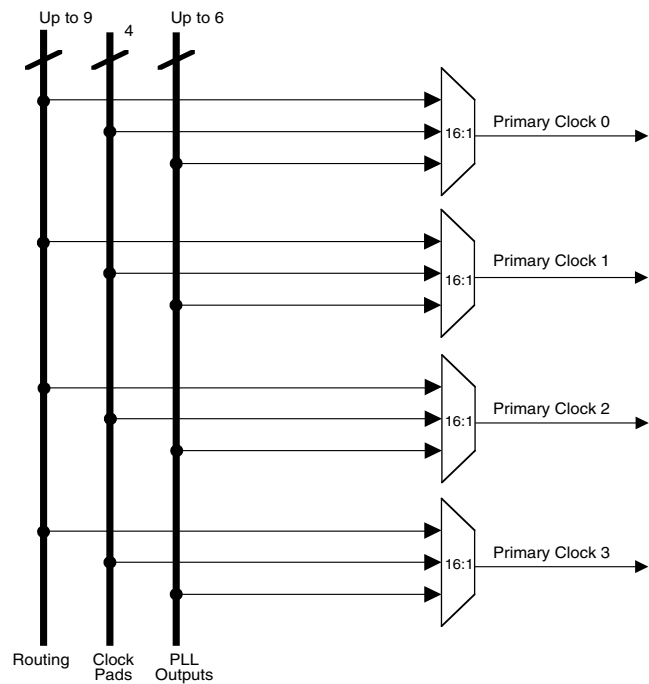 Up to 9
4
Up to 6
16:1
Primary Clock 0
16:1
Primary Clock 1
16:1
Primary Clock 2
16:1
Primary Clock 3
Routing
Clock
Pads
PLL
Outputs